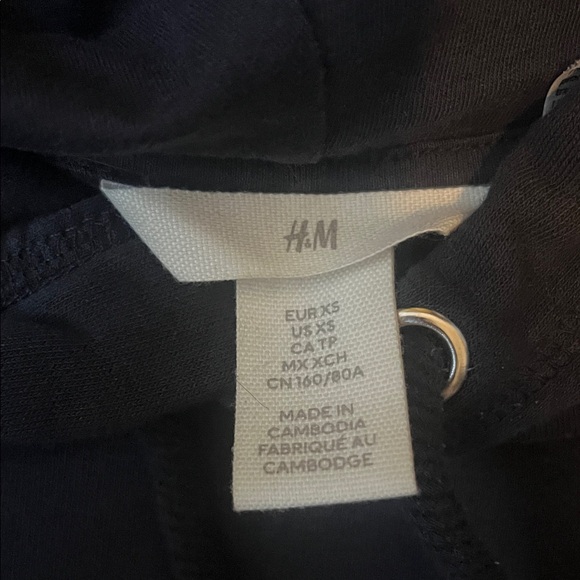 H&M
EUR XS
US XS
CA TP
MX XCH
CN 160/80A
MADE IN
CAMBODIA
FABRIQUÉ AU
CAMBODGE